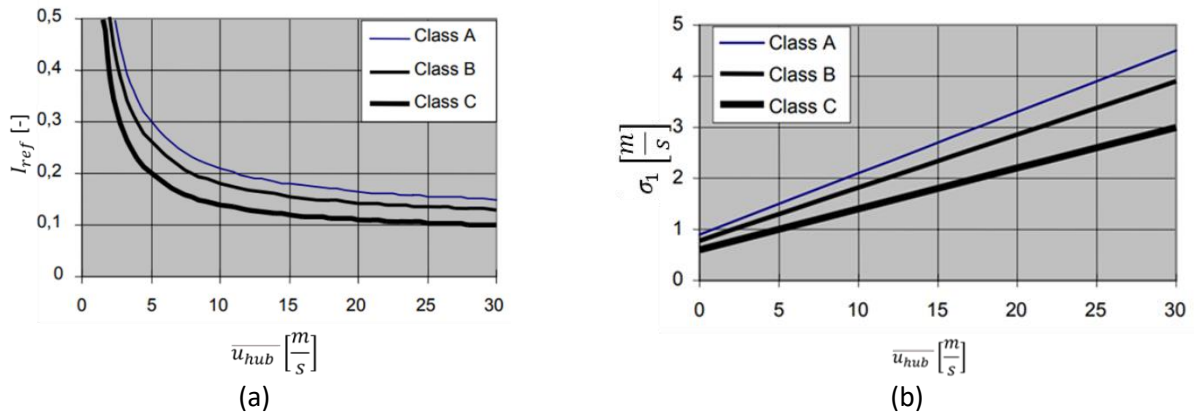 0,5
0,4
0,3
0,2
0,1
0
I_ref [-]
Class A
Class B
Class C
0 5 10 15 20 25 30
u_hub [m/s]
(a)
5
4
3
2
1
0
σ₁ [m/s]
Class A
Class B
Class C
0 5 10 15 20 25 30
u_hub [m/s]
(b)